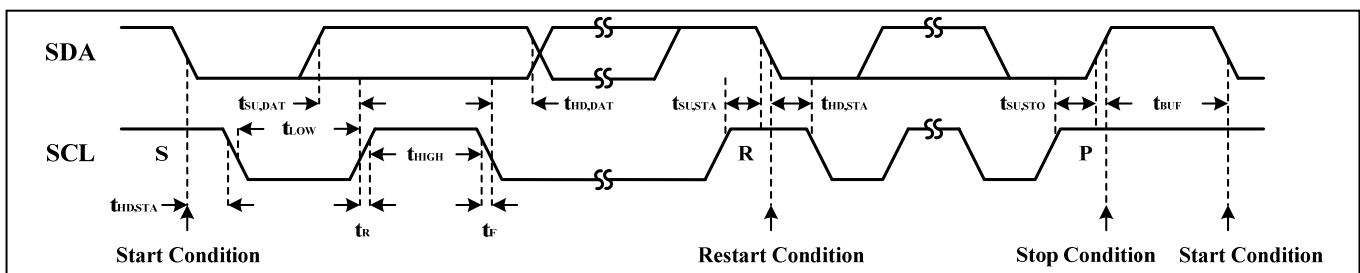 SDA
tSU,DAT tHD,DAT tSU,STA tHD,STA tSU,STO tBUF
tLOW
SCL S tHIGH R P
tHD,STA
tR tF
Start Condition Restart Condition Stop Condition Start Condition